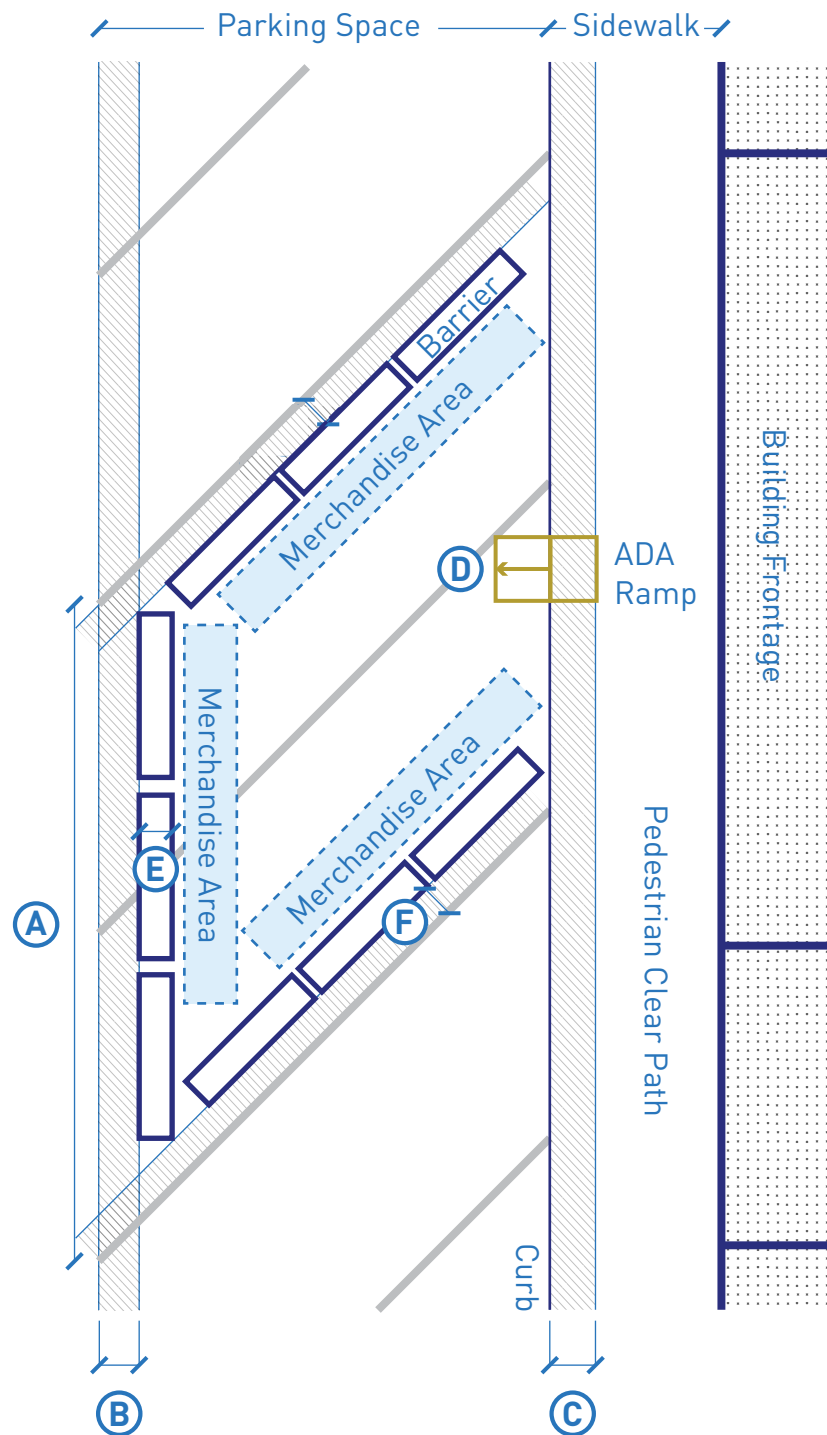 Parking Space
Sidewalk
Barrier
Merchandise Area
Building Frontage
D
ADA
Ramp
Merchandise Area
Merchandise Area
E
Pedestrian Clear Path
A
F
Curb
B
C